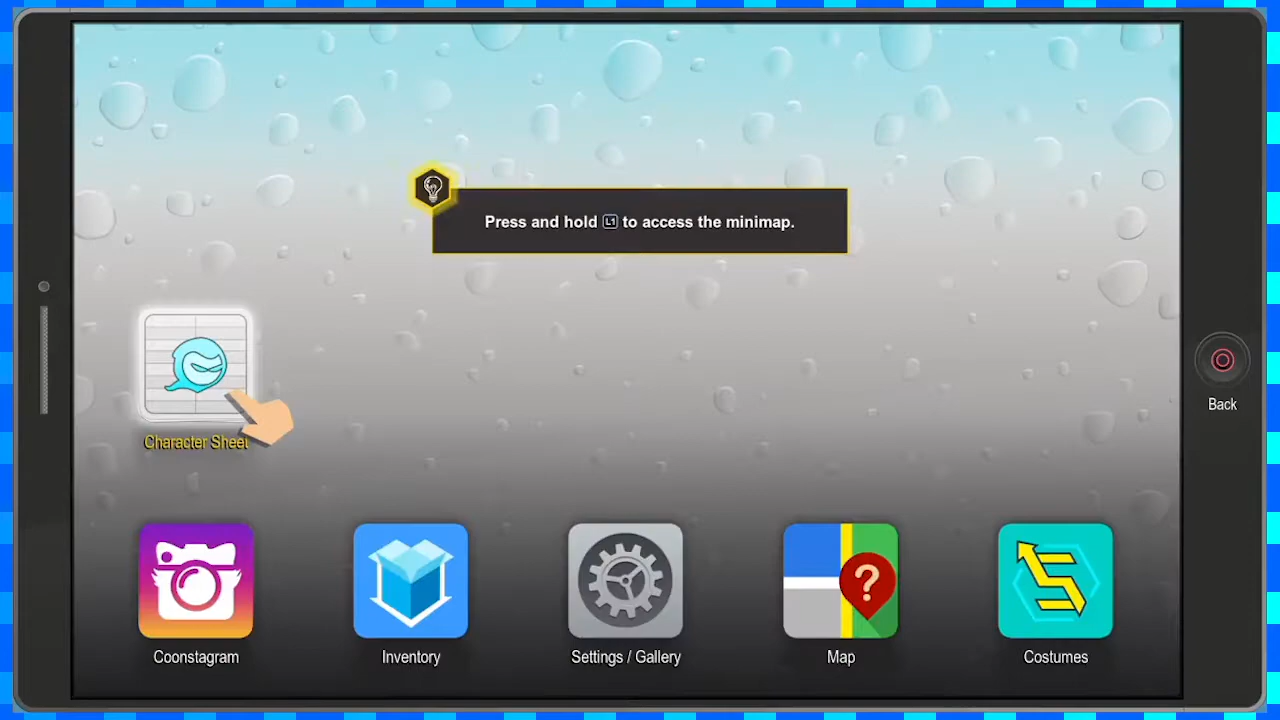 Press and hold L1 to access the minimap.
Character Sheet
Back
Coonstagram
Inventory
Settings / Gallery
Map
Costumes